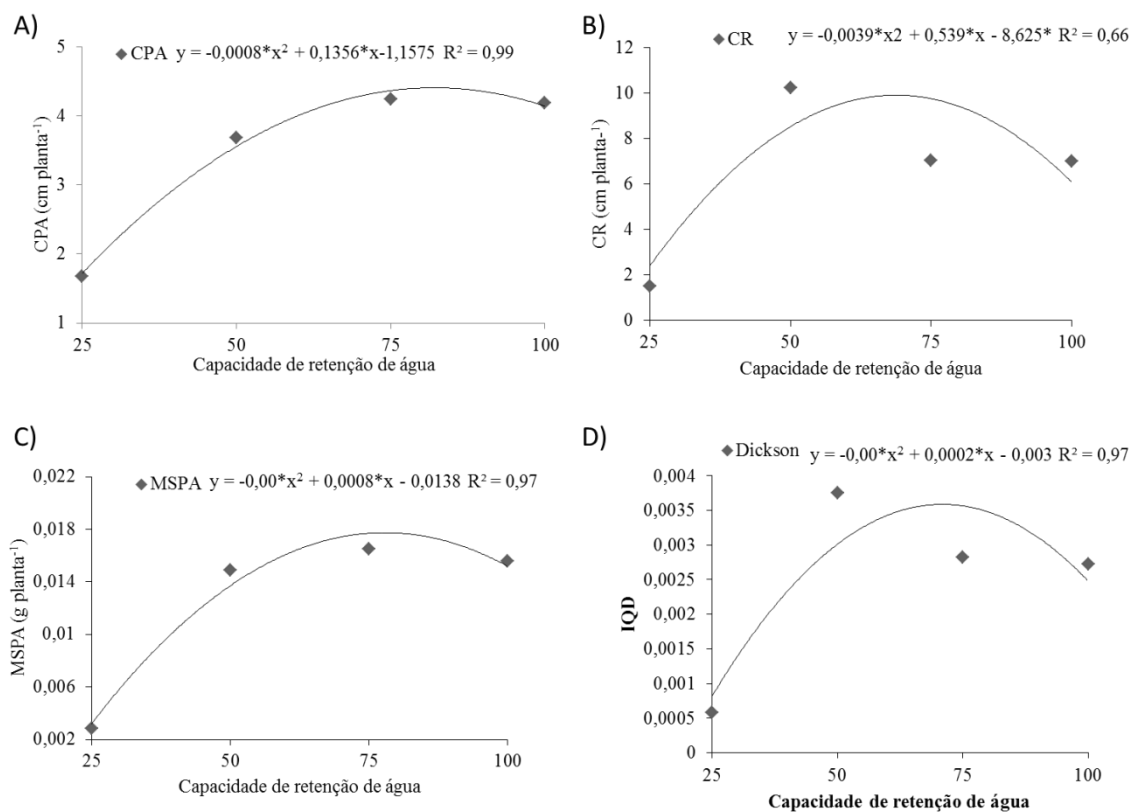 A)
CPA y = -0,0008*x² + 0,1356*x-1,1575 R² = 0,99
5
4
3
2
1
CPA (cm planta⁻¹)
25 50 75 100
Capacidade de retenção de água
B)
CR y = -0,0039*x2 + 0,539*x - 8,625* R² = 0,66
12
10
8
6
4
2
0
CR (cm planta-¹)
25 50 75 100
Capacidade de retenção de água
C)
MSPA y = -0,00*x² + 0,0008*x - 0,0138 R² = 0,97
0,022
0,018
0,014
0,01
0,006
0,002
MSPA (g planta⁻¹)
25 50 75 100
Capacidade de retenção de água
D)
Dickson y = -0,00*x² + 0,0002*x - 0,003 R² = 0,97
0,004
0,0035
0,003
0,0025
0,002
0,0015
0,001
0,0005
0
IQD
25 50 75 100
Capacidade de retenção de água